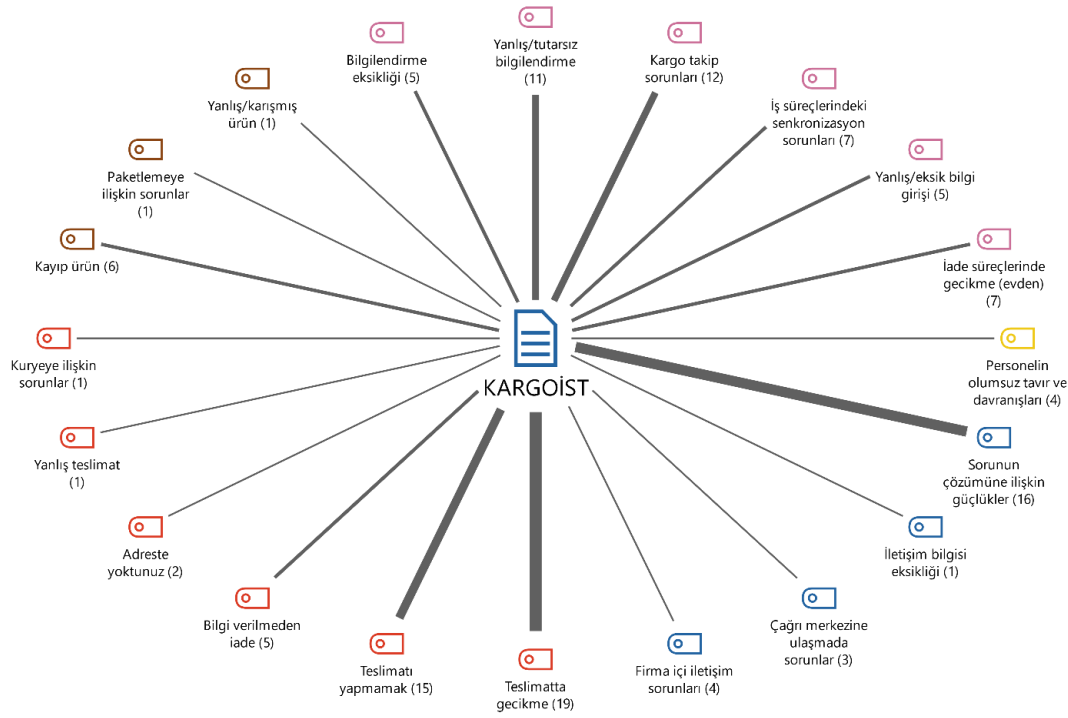 Yanlış/tutarsız
bilgilendirme
(11)
Kargo takip
sorunları (12)
İş süreçlerindeki
senkronizasyon
sorunları (7)
Yanlış/eksik bilgi
girişi (5)
İade süreçlerinde
gecikme (evden)
(7)
Personelin
olumsuz tavır ve
davranışları (4)
Sorunun
çözümüne ilişkin
güçlükler (16)
İletişim bilgisi
eksikliği (1)
Çağrı merkezine
ulaşmada
sorunlar (3)
Firma içi iletişim
sorunları (4)
Teslimatta
gecikme (19)
Teslimatı
yapmamak (15)
Bilgi verilmeden
iade (5)
Adreste
yoktunuz (2)
Yanlış teslimat
(1)
Kuryeye ilişkin
sorunlar (1)
Kayıp ürün (6)
Paketlemeye
ilişkin sorunlar
(1)
Yanlış/karışmış
ürün (1)
Bilgilendirme
eksikliği (5)
KARGOİST